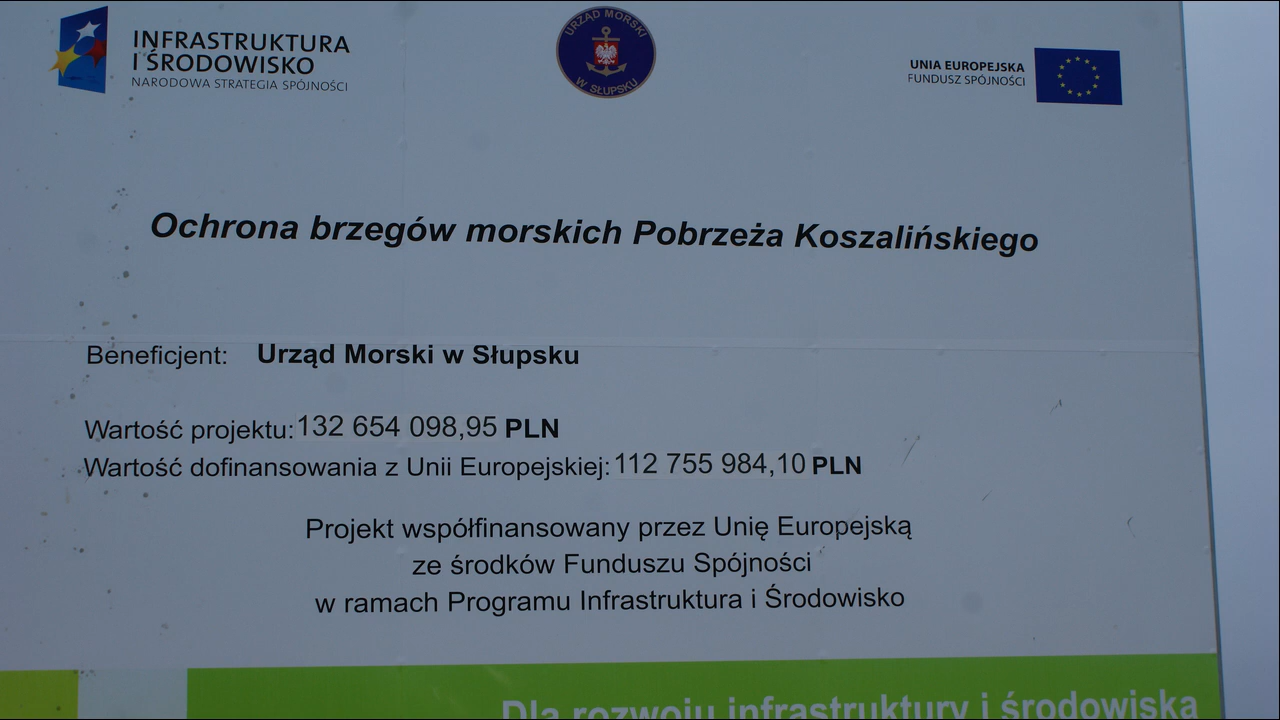 INFRASTRUKTURA
I ŚRODOWISKO
NARODOWA STRATEGIA SPÓJNOŚCI
URZĄD MORSKI
W SŁUPSKU
UNIA EUROPEJSKA
FUNDUSZ SPÓJNOŚCI
Ochrona brzegów morskich Pobrzeża Koszalińskiego
Beneficjent: Urząd Morski w Słupsku
Wartość projektu: 132 654 098,95 PLN
Wartość dofinansowania z Unii Europejskiej: 112 755 984,10 PLN
Projekt współfinansowany przez Unię Europejską
ze środków Funduszu Spójności
w ramach Programu Infrastruktura i Środowisko
Dla rozwoju infrastruktury i środowiska